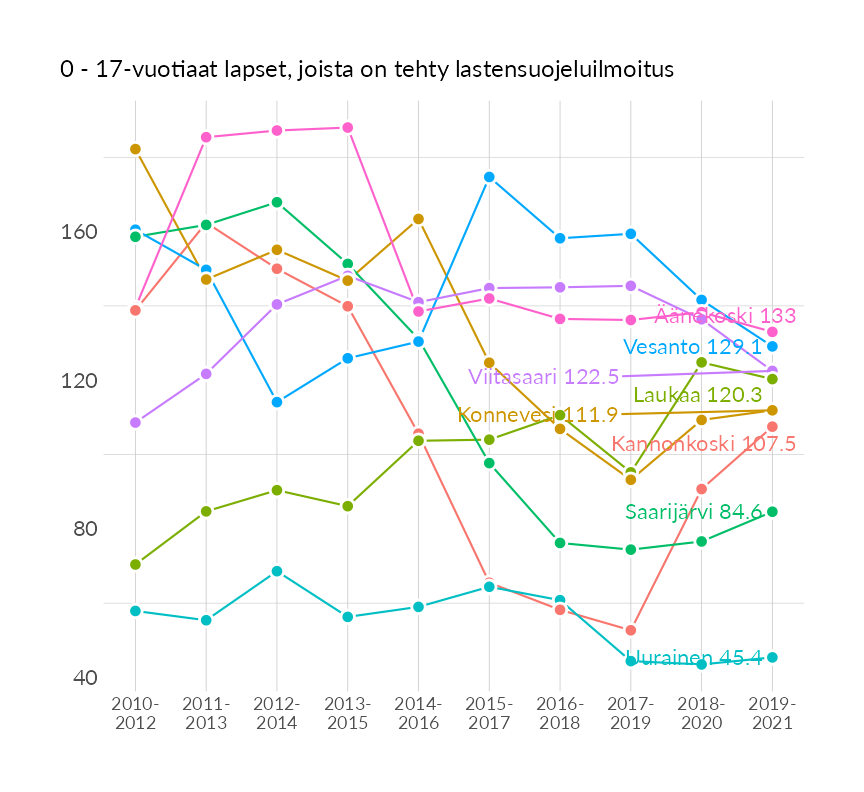 0 - 17-vuotiaat lapset, joista on tehty lastensuojeluilmoitus
160
120
80
40
Äänekoski 133
Vesanto 129.1
Viitasaari 122.5
Laukaa 120.3
Konnevesi 111.9
Kannonkoski 107.5
Saarijärvi 84.6
Uurainen 45.4
2010- 2011- 2012- 2013- 2014- 2015- 2016- 2017- 2018- 2019-
2012 2013 2014 2015 2016 2017 2018 2019 2020 2021